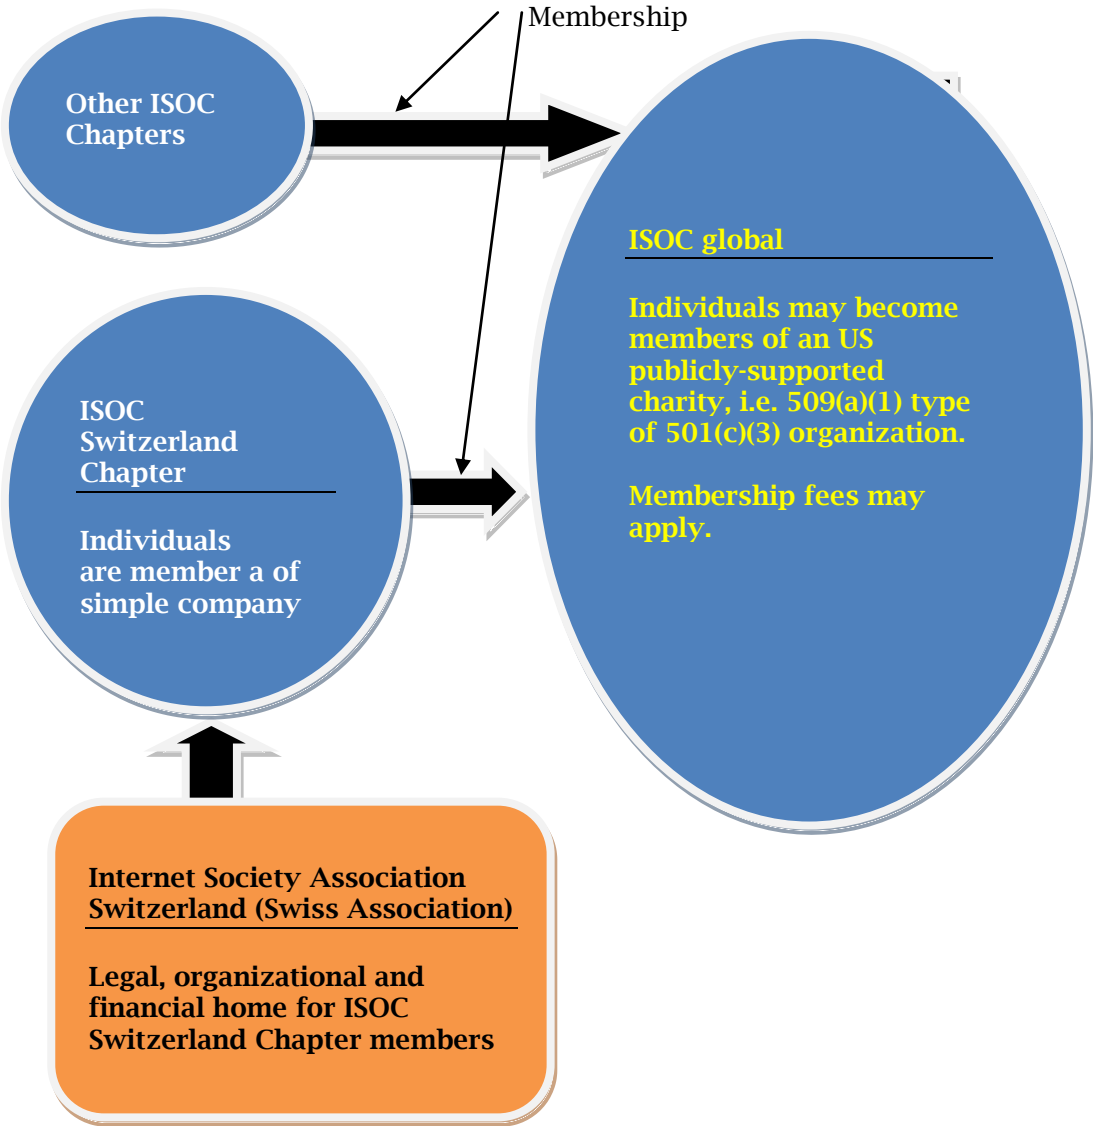 Membership
Other ISOC
Chapters
ISOC global
Individuals may become
members of an US
publicly-supported
charity, i.e. 509(a)(1) type
of 501(c)(3) organization.
Membership fees may
apply.
ISOC
Switzerland
Chapter
Individuals
are member a of
simple company
Internet Society Association
Switzerland (Swiss Association)
Legal, organizational and
financial home for ISOC
Switzerland Chapter members